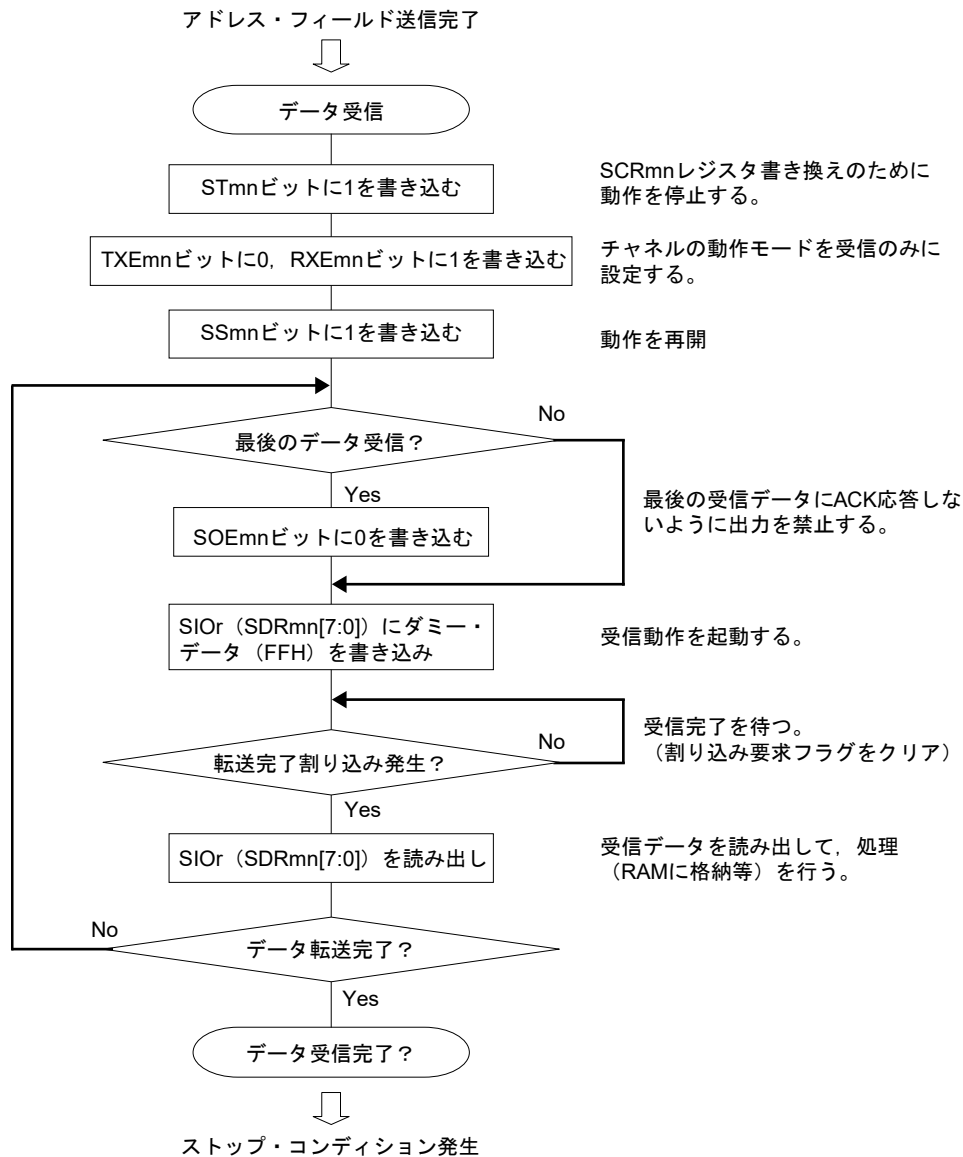 アドレス・フィールド送信完了
データ受信
STmnビットに1を書き込む
SCRmnレジスタ書き換えのために
動作を停止する。
TXEmnビットに0，RXEmnビットに1を書き込む
チャネルの動作モードを受信のみに
設定する。
SSmnビットに1を書き込む
動作を再開
最後のデータ受信？
No
Yes
最後の受信データにACK応答しな
いように出力を禁止する。
SOEmnビットに0を書き込む
SIOr（SDRmn[7:0]）にダミー・
データ（FFH）を書き込み
受信動作を起動する。
転送完了割り込み発生？
No
受信完了を待つ。
（割り込み要求フラグをクリア）
Yes
SIOr（SDRmn[7:0]）を読み出し
受信データを読み出して，処理
（RAMに格納等）を行う。
No
データ転送完了？
Yes
データ受信完了？
ストップ・コンディション発生